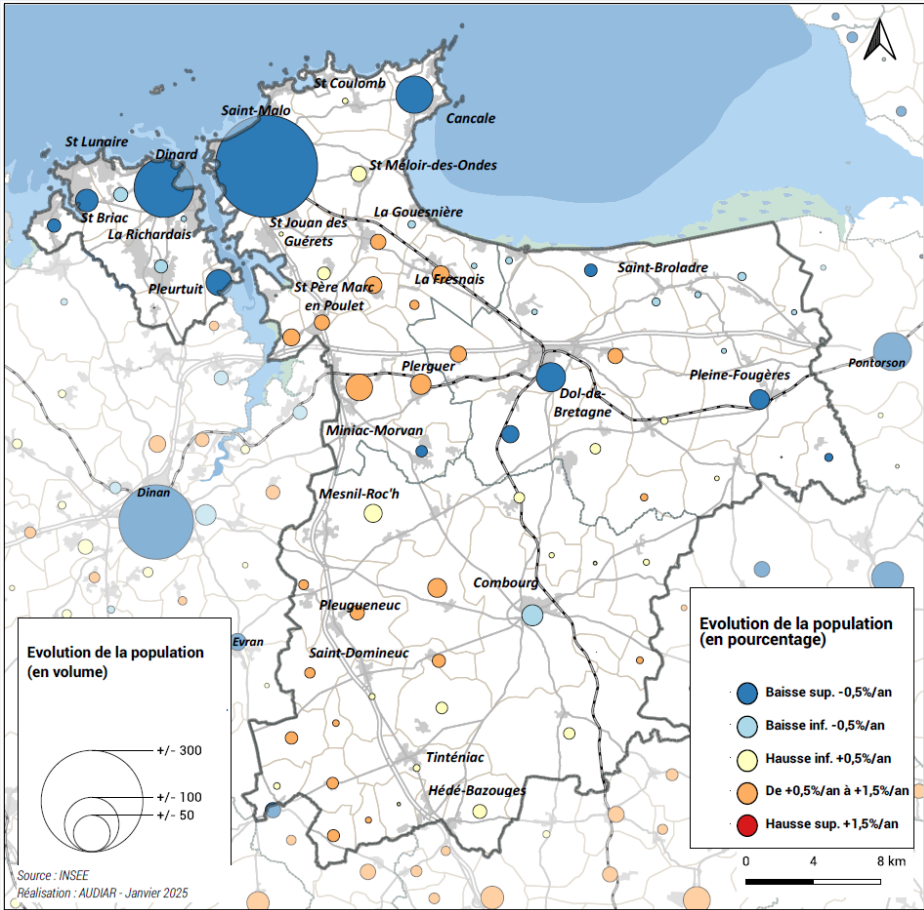 St Coulomb
Saint-Malo
Cancale
St Lunaire
Dinard
St Méloir-des-Ondes
St Briac
La Richardais
St Jouan des
Guérets
La Gouesnière
Pleurtuit
St Père Marc
en Poulet
La Fresnais
Saint-Broladre
Plerguer
Pleine-Fougères
Pontorson
Dol-de-
Bretagne
Miniac-Morvan
Dinan
Mesnil-Roc'h
Combourg
Pleugueneuc
Evran
Saint-Domineuc
Tinténiac
Hédé-Bazouges
Evolution de la population
(en volume)
+/- 300
+/- 100
+/- 50
Evolution de la population
(en pourcentage)
Baisse sup. -0,5%/an
Baisse inf. -0,5%/an
Hausse inf. +0,5%/an
De +0,5%/an à +1,5%/an
Hausse sup. +1,5%/an
0 4 8 km
Source : INSEE
Réalisation : AUDIAR - Janvier 2025